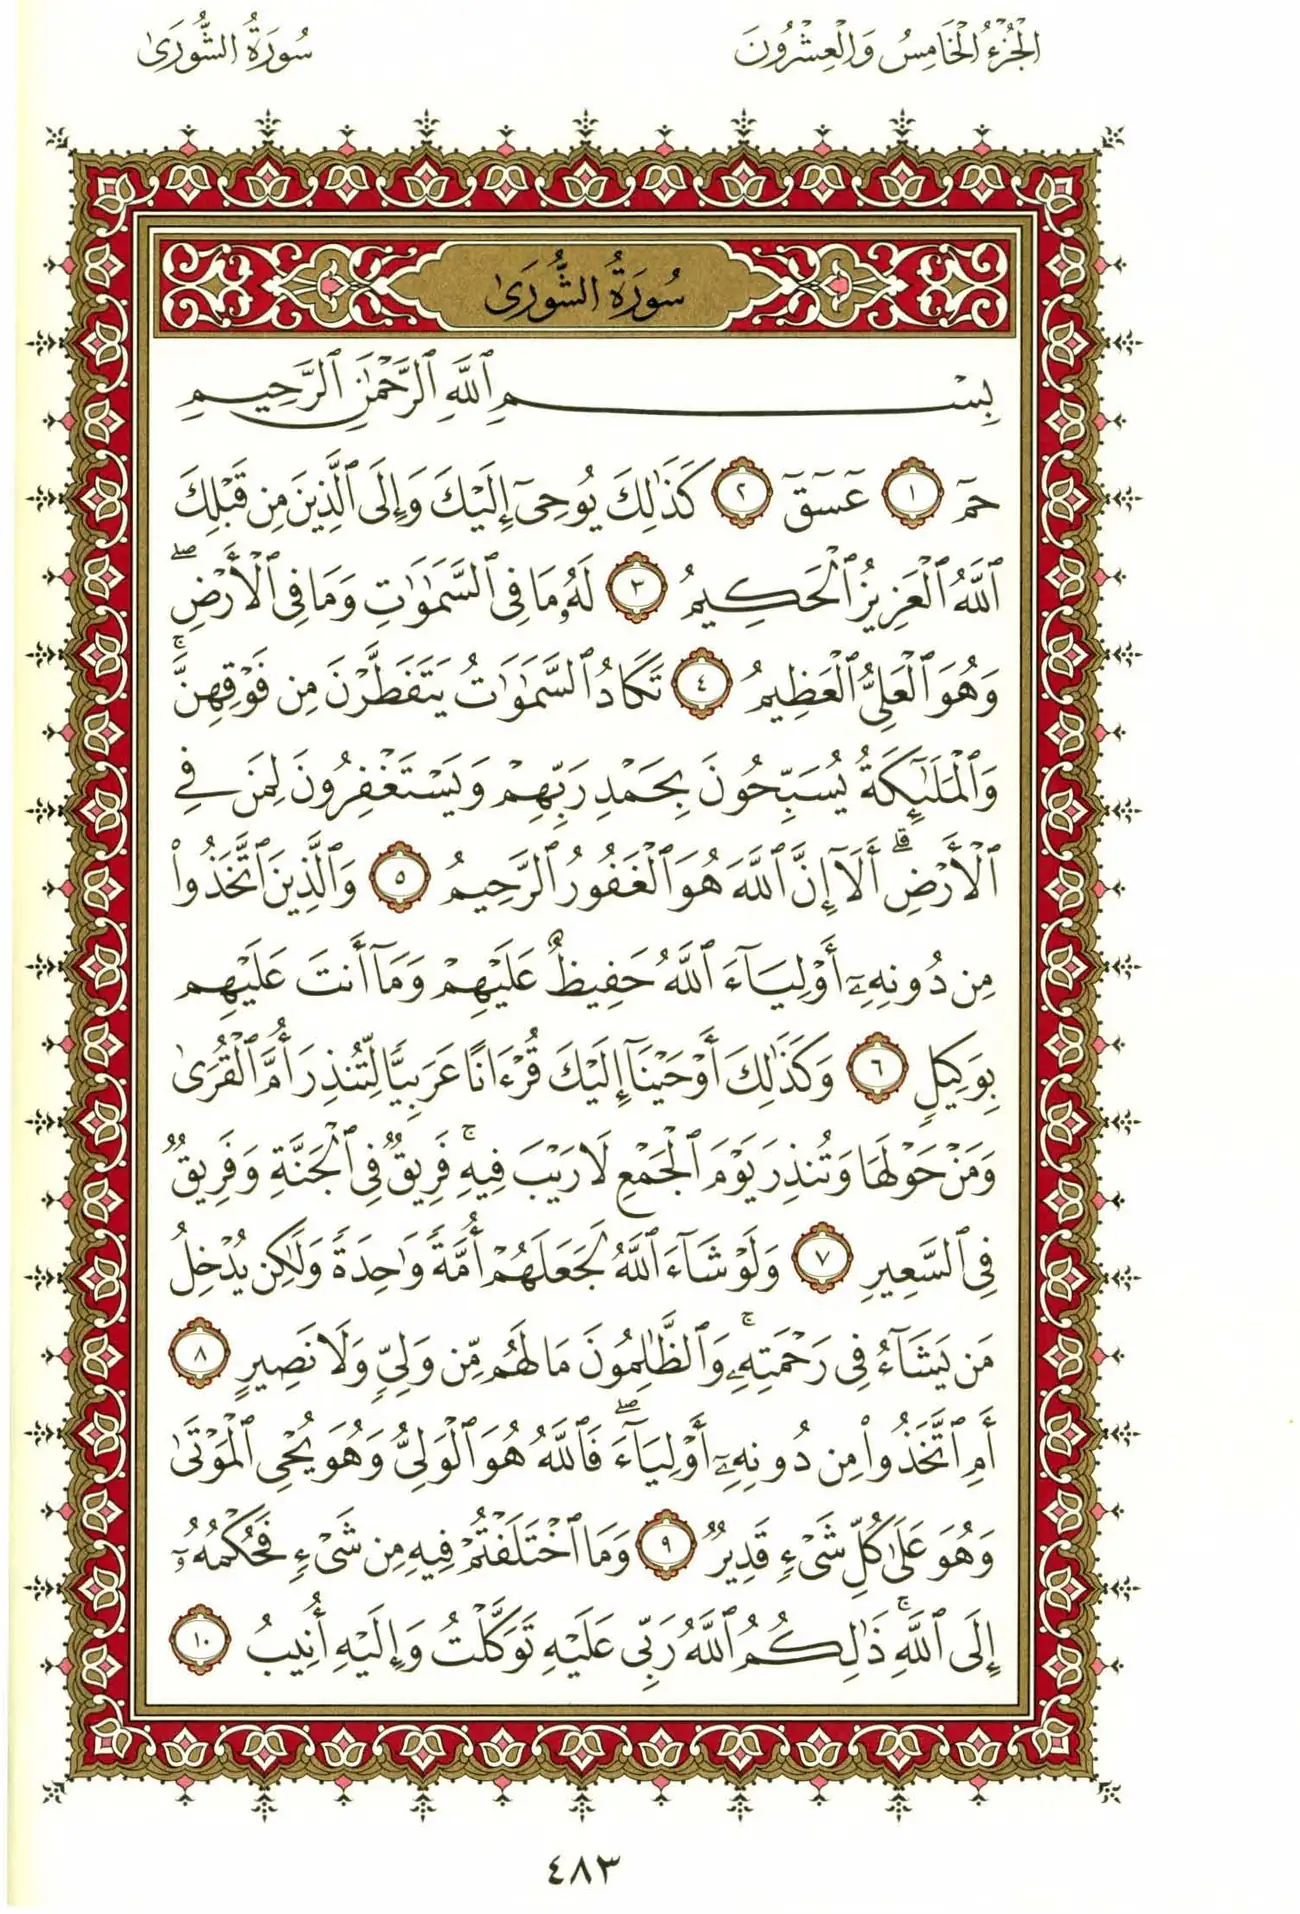 الجُزْءُ الخَامِسُ وَالعِشْرُونَ
سُورَةُ الشُّورَىٰ
سُورَةُ الشُّورَىٰ
بِسْمِ ٱللَّهِ ٱلرَّحْمَٰنِ ٱلرَّحِيمِ
حمٓ ١ عٓسٓقٓ ٢ كَذَٰلِكَ يُوحِىٓ إِلَيْكَ وَإِلَى ٱلَّذِينَ مِن قَبْلِكَ
ٱللَّهُ ٱلْعَزِيزُ ٱلْحَكِيمُ ٣ لَهُۥ مَا فِى ٱلسَّمَٰوَٰتِ وَمَا فِى ٱلْأَرْضِۖ
وَهُوَ ٱلْعَلِىُّ ٱلْعَظِيمُ ٤ تَكَادُ ٱلسَّمَٰوَٰتُ يَتَفَطَّرْنَ مِن فَوْقِهِنَّۚ
وَٱلْمَلَٰٓئِكَةُ يُسَبِّحُونَ بِحَمْدِ رَبِّهِمْ وَيَسْتَغْفِرُونَ لِمَن فِى
ٱلْأَرْضِۗ أَلَآ إِنَّ ٱللَّهَ هُوَ ٱلْغَفُورُ ٱلرَّحِيمُ ٥ وَٱلَّذِينَ ٱتَّخَذُوا۟
مِن دُونِهِۦٓ أَوْلِيَآءَ ٱللَّهُ حَفِيظٌ عَلَيْهِمْ وَمَآ أَنتَ عَلَيْهِم
بِوَكِيلٍ ٦ وَكَذَٰلِكَ أَوْحَيْنَآ إِلَيْكَ قُرْءَانًا عَرَبِيًّا لِّتُنذِرَ أُمَّ ٱلْقُرَىٰ
وَمَنْ حَوْلَهَا وَتُنذِرَ يَوْمَ ٱلْجَمْعِ لَا رَيْبَ فِيهِۚ فَرِيقٌ فِى ٱلْجَنَّةِ وَفَرِيقٌ
فِى ٱلسَّعِيرِ ٧ وَلَوْ شَآءَ ٱللَّهُ لَجَعَلَهُمْ أُمَّةً وَٰحِدَةً وَلَٰكِن يُدْخِلُ
مَن يَشَآءُ فِى رَحْمَتِهِۦۚ وَٱلظَّٰلِمُونَ مَا لَهُم مِّن وَلِىٍّ وَلَا نَصِيرٍ ٨
أَمِ ٱتَّخَذُوا۟ مِن دُونِهِۦٓ أَوْلِيَآءَۖ فَٱللَّهُ هُوَ ٱلْوَلِىُّ وَهُوَ يُحْىِ ٱلْمَوْتَىٰ
وَهُوَ عَلَىٰ كُلِّ شَىْءٍ قَدِيرٌ ٩ وَمَا ٱخْتَلَفْتُمْ فِيهِ مِن شَىْءٍ فَحُكْمُهُۥٓ
إِلَى ٱللَّهِۚ ذَٰلِكُمُ ٱللَّهُ رَبِّى عَلَيْهِ تَوَكَّلْتُ وَإِلَيْهِ أُنِيبُ ١٠
٤٨٣